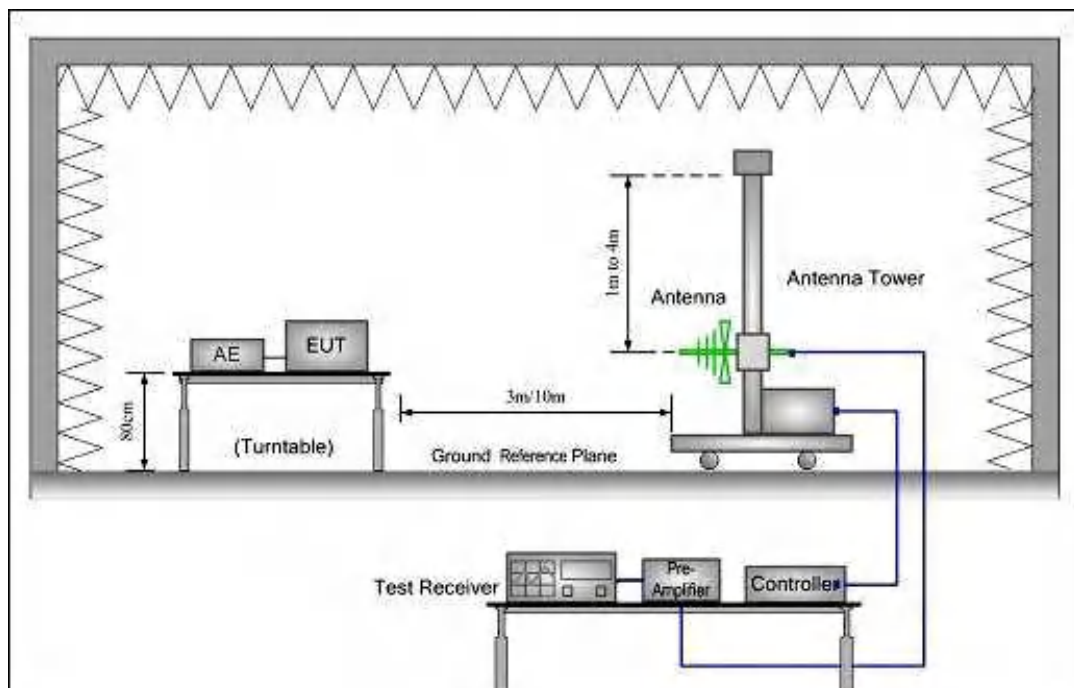 1m to 4m
Antenna Tower
Antenna
AE
EUT
3m/10m
80cm
(Turntable)
Ground Reference Plane
Test Receiver
Pre-
Amplifier
Controller